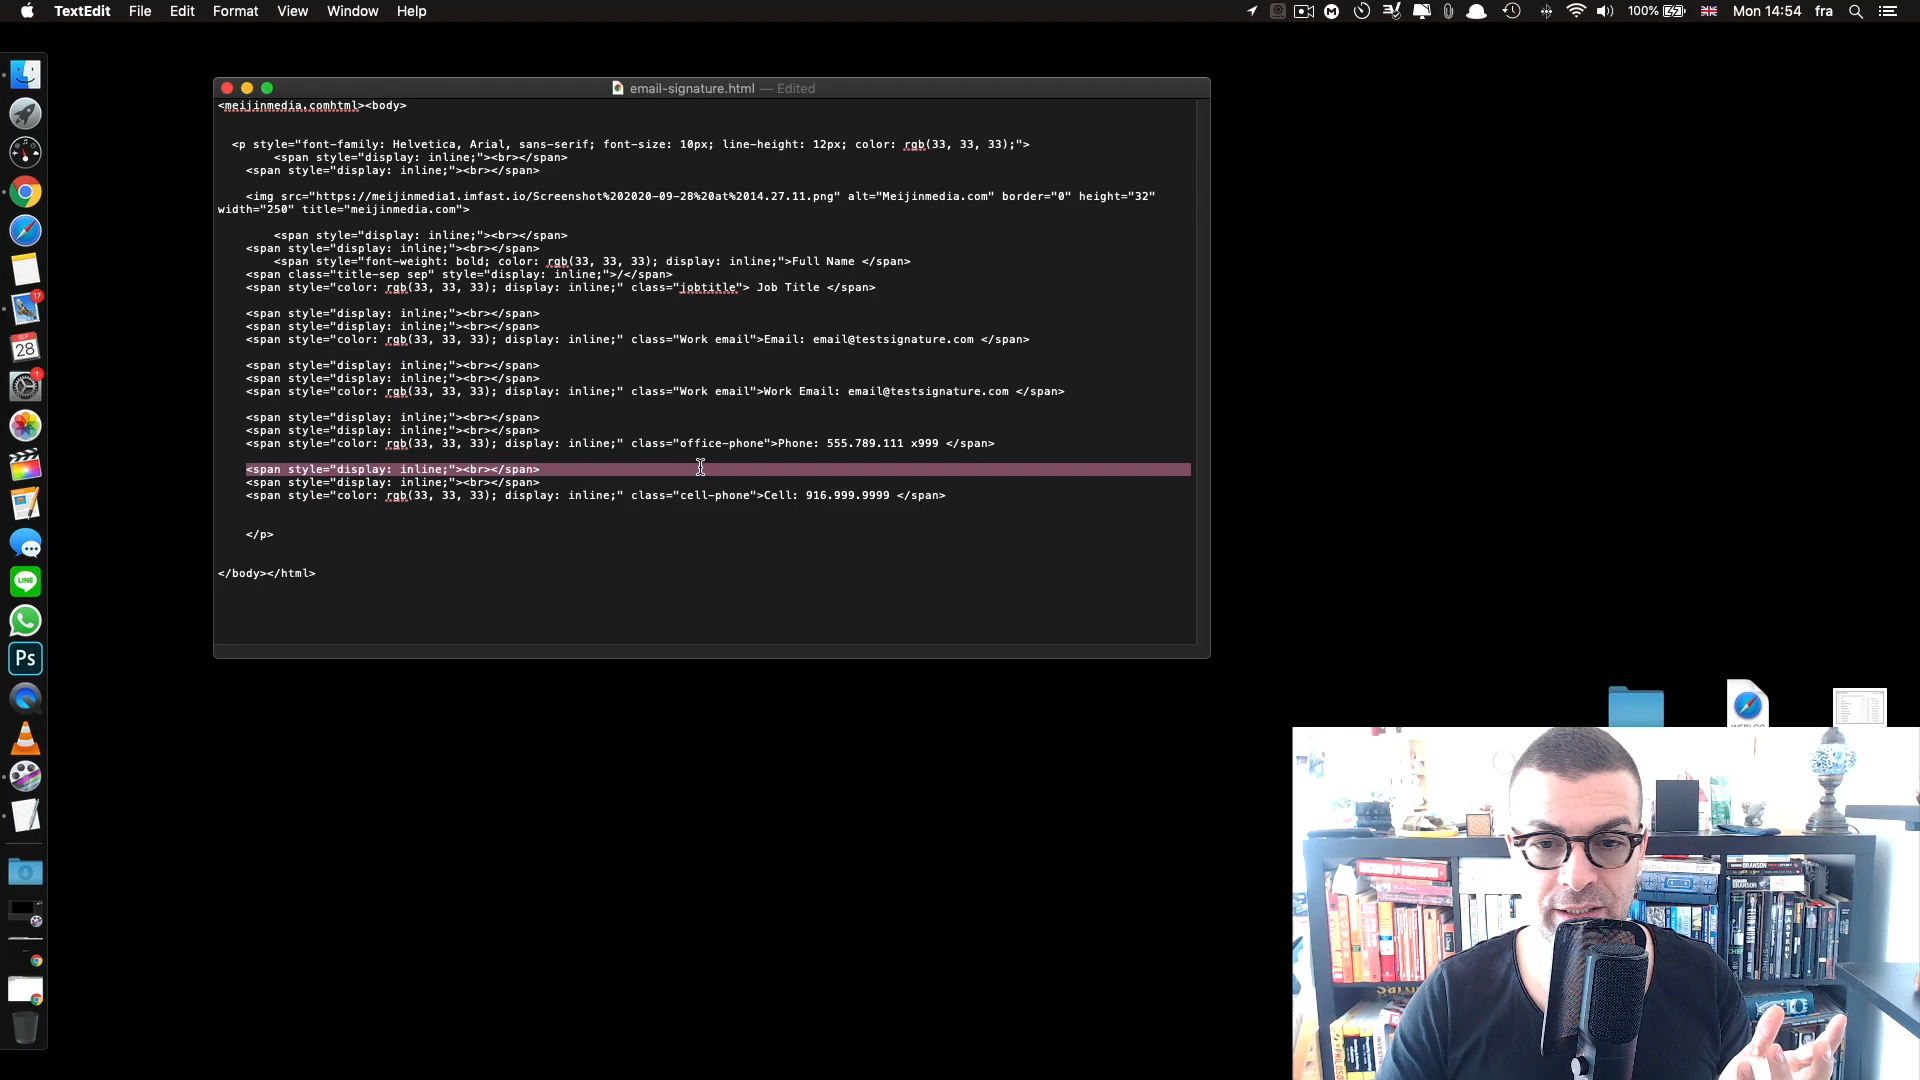 TextEdit File Edit Format View Window Help
100% Mon 14:54 fra
email-signature.html — Edited
<meijinmedia.comhtml><body>
<p style="font-family: Helvetica, Arial, sans-serif; font-size: 10px; line-height: 12px; color: rgb(33, 33, 33);">
<span style="display: inline;"><br></span>
<span style="display: inline;"><br></span>
<img src="https://meijinmedia1.imfast.io/Screenshot%202020-09-28%20at%2014.27.11.png" alt="Meijinmedia.com" border="0" height="32"
width="250" title="meijinmedia.com">
<span style="display: inline;"><br></span>
<span style="display: inline;"><br></span>
<span style="font-weight: bold; color: rgb(33, 33, 33); display: inline;">Full Name </span>
<span class="title-sep sep" style="display: inline;">/</span>
<span style="color: rgb(33, 33, 33); display: inline;" class="jobtitle"> Job Title </span>
<span style="display: inline;"><br></span>
<span style="display: inline;"><br></span>
<span style="color: rgb(33, 33, 33); display: inline;" class="Work email">Email: email@testsignature.com </span>
<span style="display: inline;"><br></span>
<span style="display: inline;"><br></span>
<span style="color: rgb(33, 33, 33); display: inline;" class="Work email">Work Email: email@testsignature.com </span>
<span style="display: inline;"><br></span>
<span style="display: inline;"><br></span>
<span style="color: rgb(33, 33, 33); display: inline;" class="office-phone">Phone: 555.789.111 x999 </span>
<span style="display: inline;"><br></span>
<span style="display: inline;"><br></span>
<span style="color: rgb(33, 33, 33); display: inline;" class="cell-phone">Cell: 916.999.9999 </span>
</p>
</body></html>
17
SEP
28
1
LINE
Ps
BRANSON